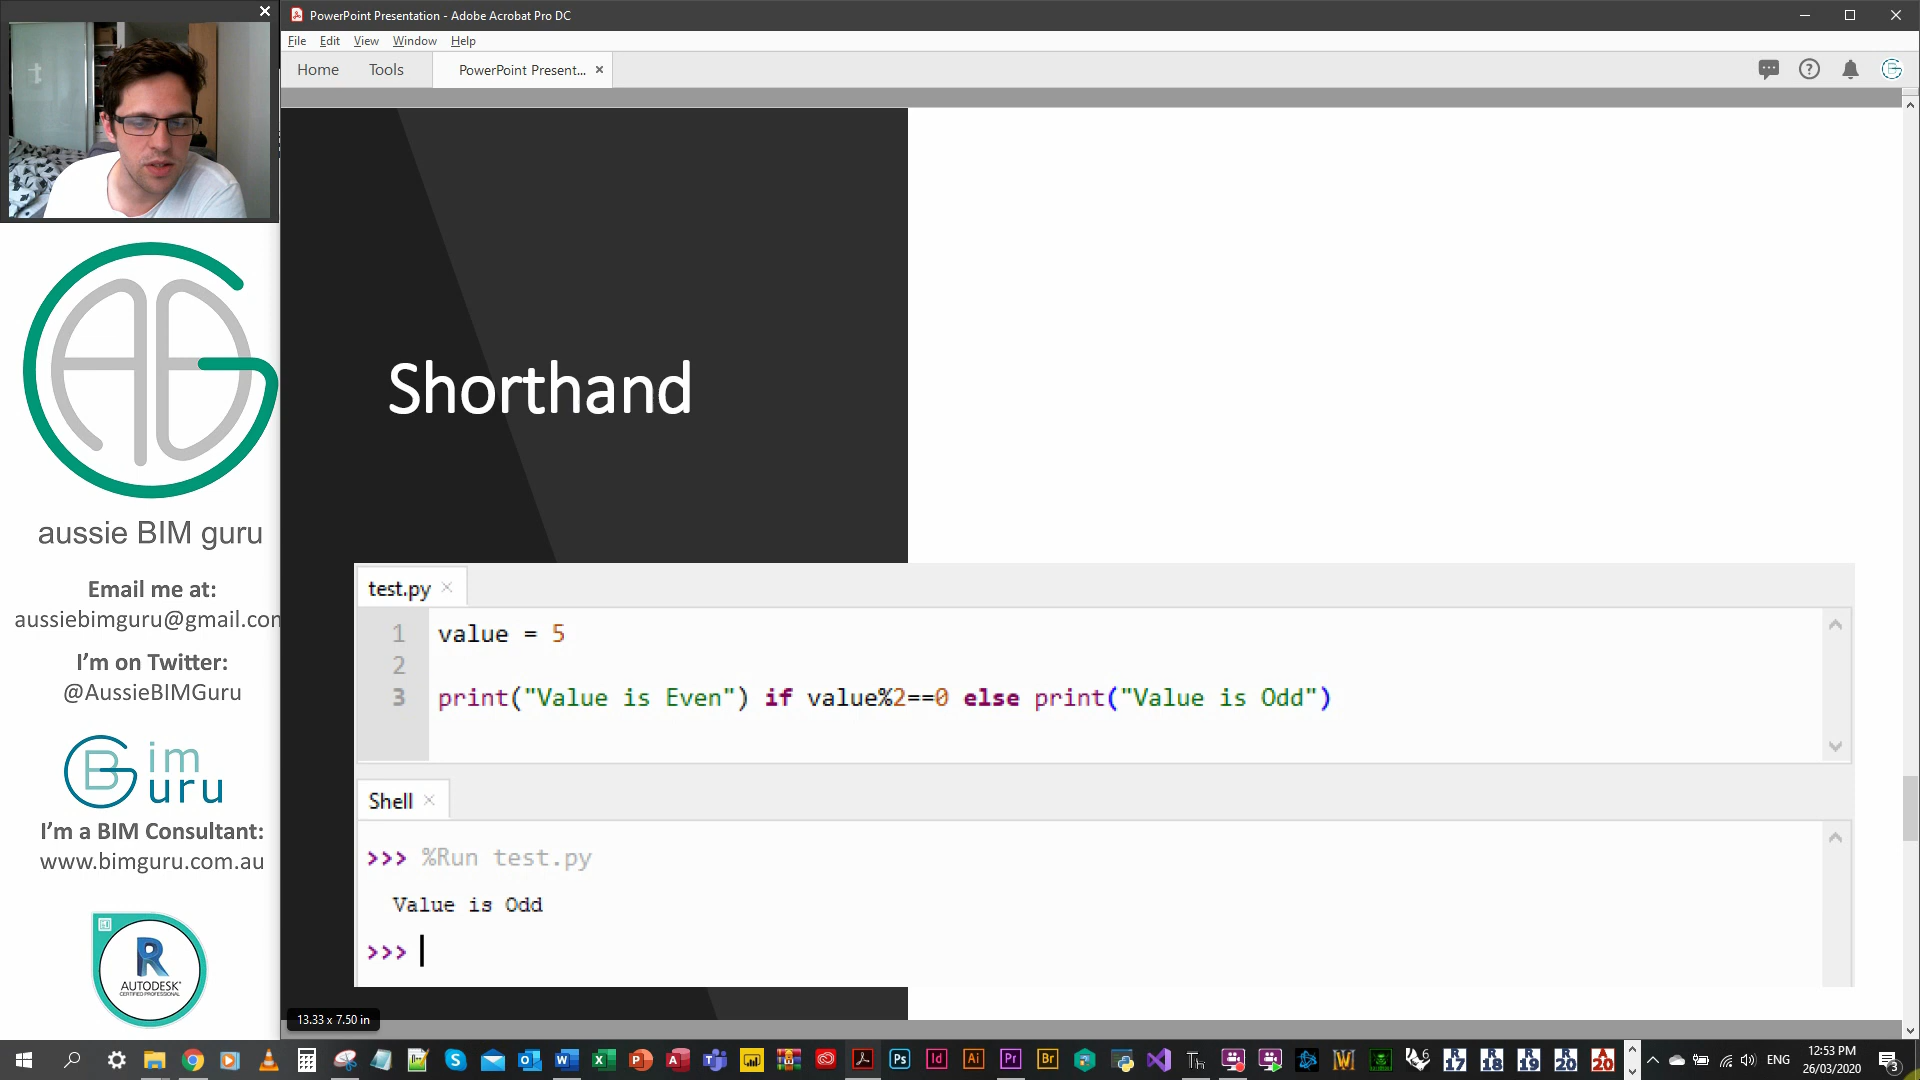 PowerPoint Presentation - Adobe Acrobat Pro DC
File Edit View Window Help
Home Tools PowerPoint Present...
aussie BIM guru
Email me at:
aussiebimguru@gmail.com
I'm on Twitter:
@AussieBIMGuru
BG im uru
I'm a BIM Consultant:
www.bimguru.com.au
R
AUTODESK
CERTIFIED PROFESSIONAL
Shorthand
test.py
1 value = 5
2
3 print("Value is Even") if value%2==0 else print("Value is Odd")
Shell
>>> %Run test.py
Value is Odd
>>>
13.33 x 7.50 in
ENG
12:53 PM
26/03/2020
3